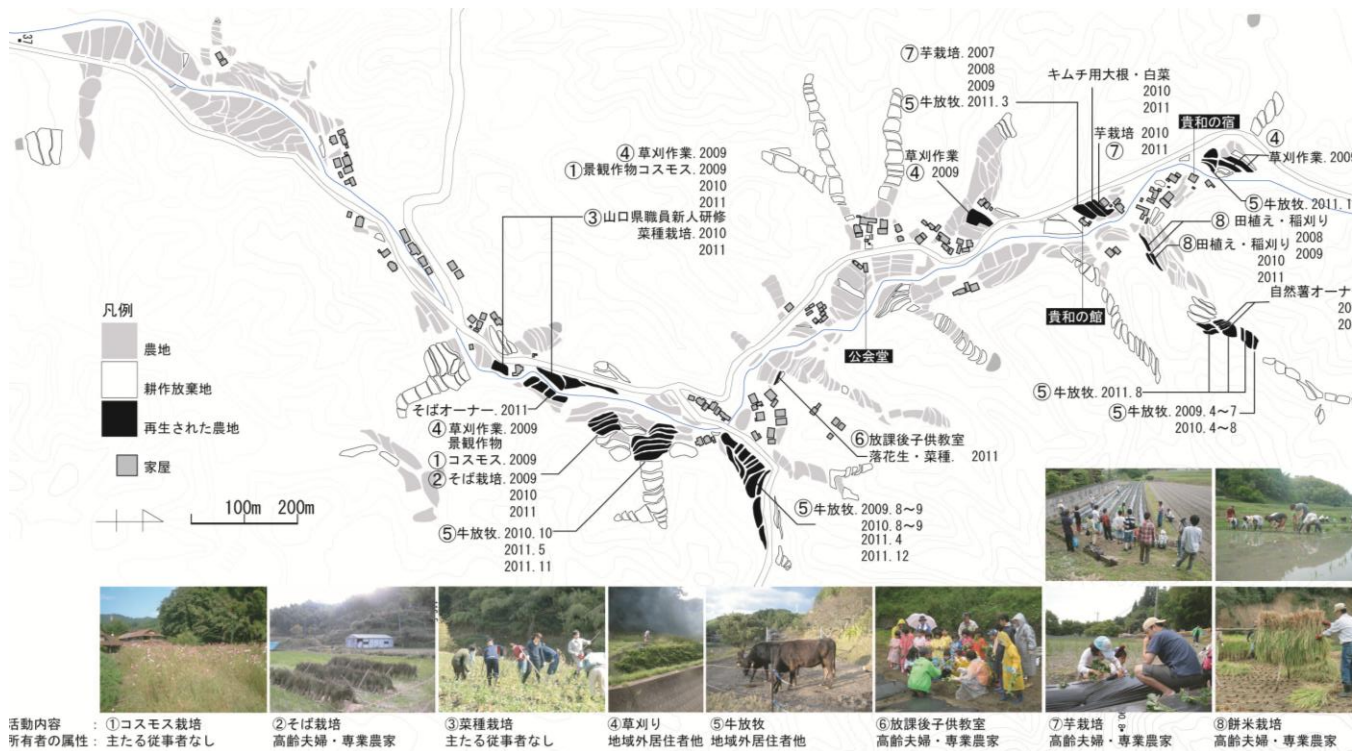 37
⑦芋栽培. 2007
2008
2009
⑤牛放牧. 2011.3
キムチ用大根・白菜
2010
2011
芋栽培 2010
⑦ 2011
貴和の宿
④
草刈作業. 2009
⑤牛放牧. 2011.1
⑧ 田植え・稲刈り
2008
2009
⑧田植え・稲刈り
2010
2011
自然薯オーナ
20
20
④ 草刈作業. 2009
①景観作物コスモス. 2009
2010
2011
③山口県職員新人研修
菜種栽培. 2010
2011
草刈作業
④ 2009
貴和の館
公会堂
凡例
農地
耕作放棄地
再生された農地
家屋
100m 200m
そばオーナー. 2011
④草刈作業. 2009
景観作物
①コスモス. 2009
②そば栽培. 2009
2010
2011
⑤牛放牧. 2010.10
2011.5
2011.11
⑥放課後子供教室
落花生・菜種. 2011
⑤牛放牧. 2009.8～9
2010.8～9
2011.4
2011.12
⑤牛放牧. 2011.8
⑤牛放牧. 2009.4～7
2010.4～8
活動内容 : ①コスモス栽培 ②そば栽培 ③菜種栽培 ④草刈り ⑤牛放牧 ⑥放課後子供教室 ⑦芋栽培 ⑧餅米栽培
所有者の属性: 主たる従事者なし 高齢夫婦・専業農家 主たる従事者なし 地域外居住者他 地域外居住者他 高齢夫婦・専業農家 高齢夫婦・専業農家 高齢夫婦・専業農家